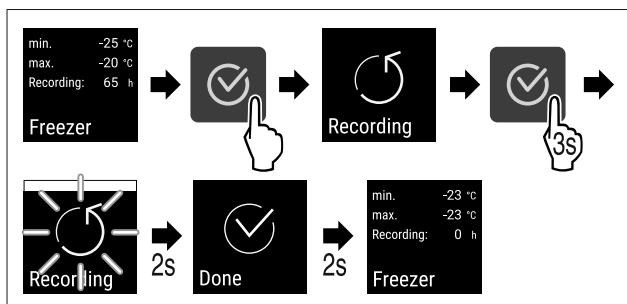 min. -25 °C
max. -20 °C
Recording: 65 h
Freezer
Recording
3s
Recording
2s
Done
2s
min. -23 °C
max. -23 °C
Recording: 0 h
Freezer